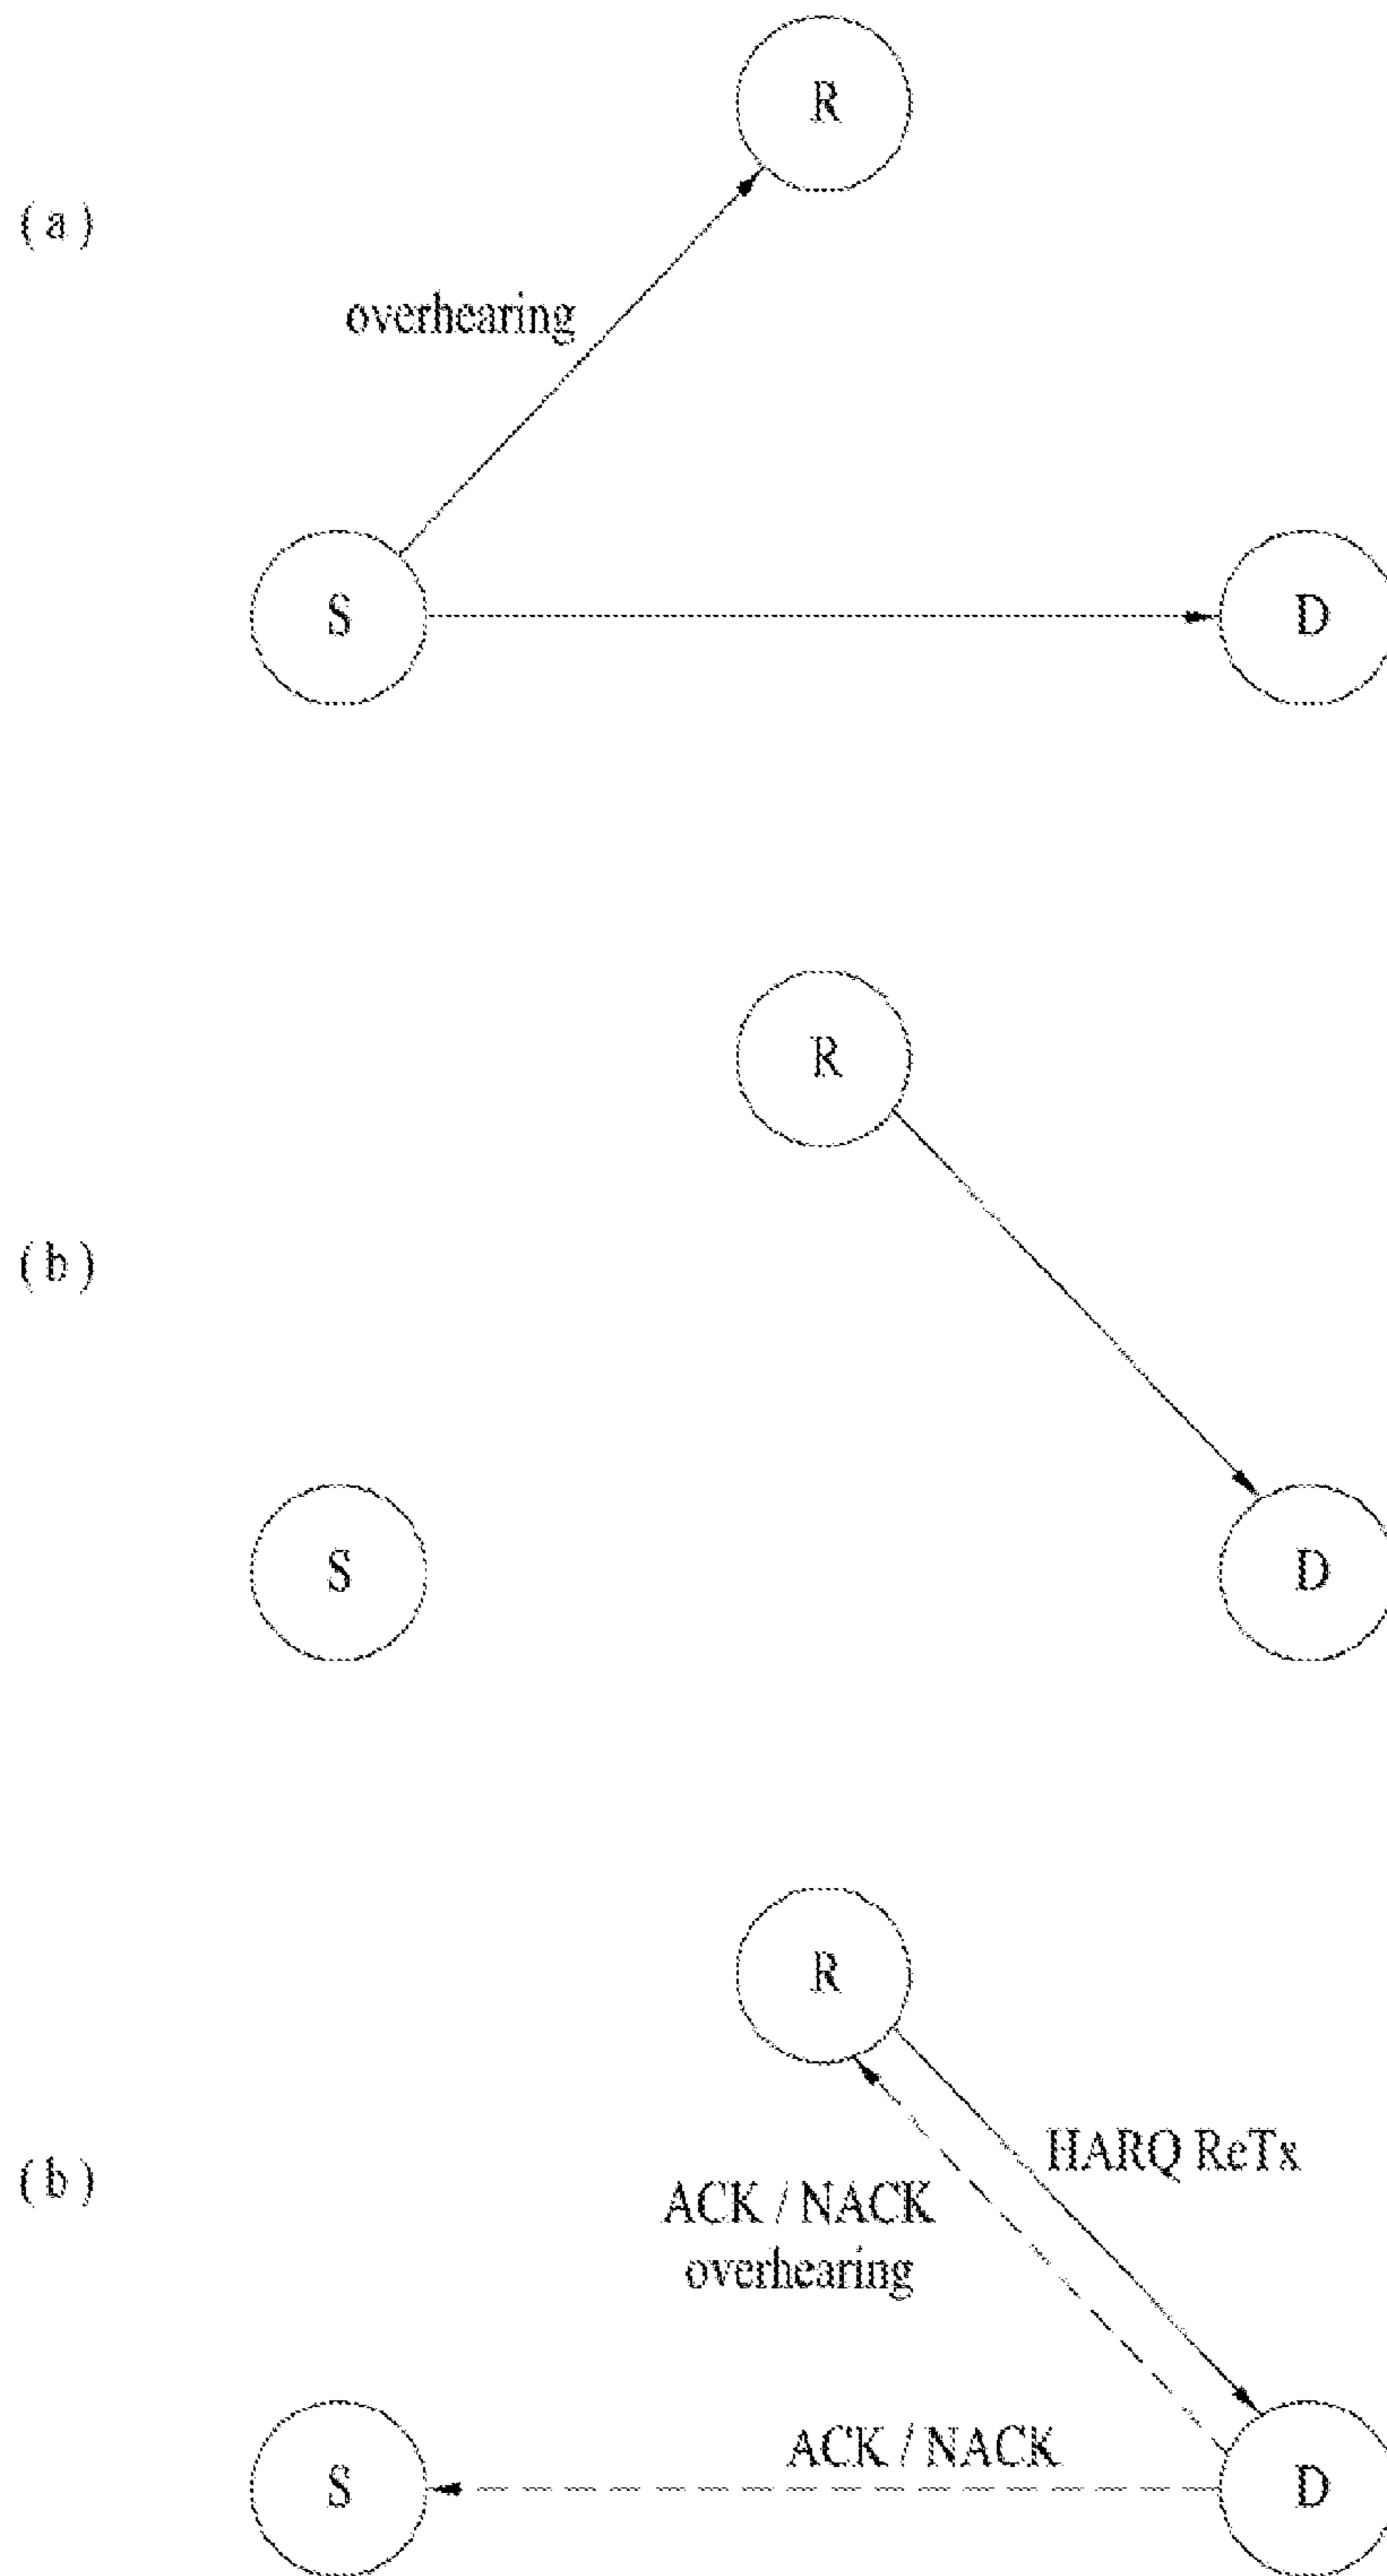 R
( a )
overhearing
S
D
R
( b )
S
D
R
HARQ ReTx
( b )
ACK / NACK
overhearing
ACK / NACK
S
D